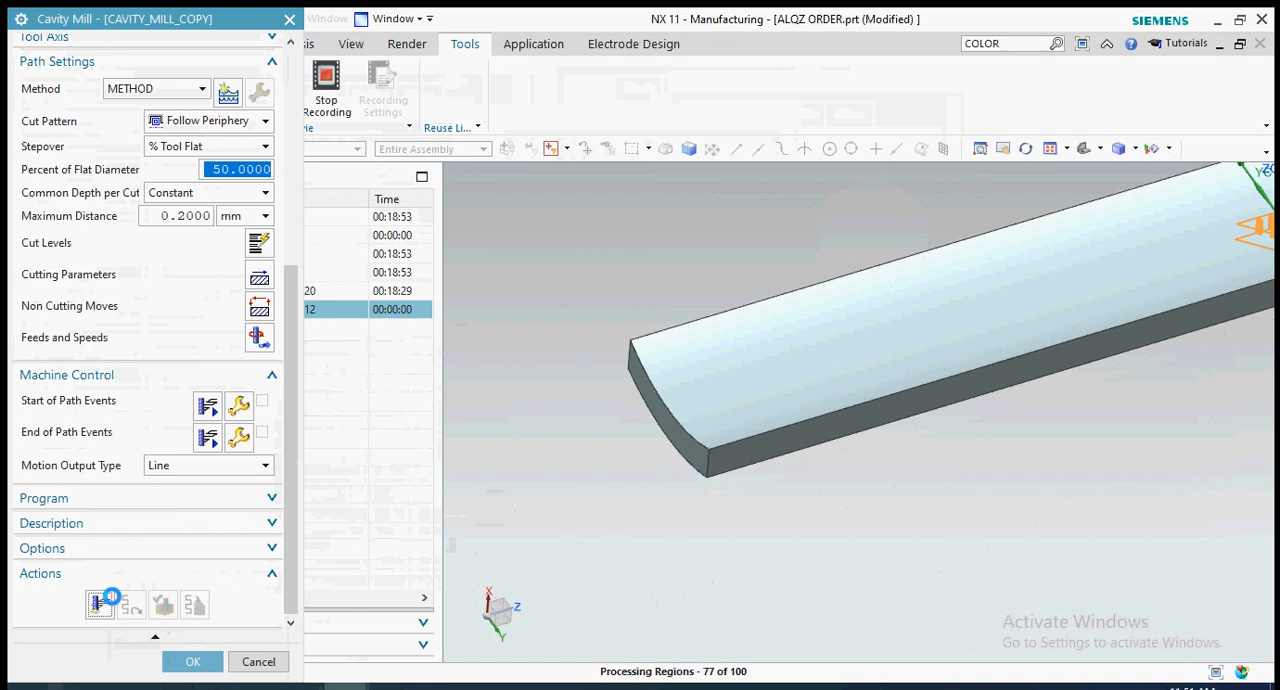 Cavity Mill - [CAVITY_MILL_COPY]
Window
Window
NX 11 - Manufacturing - [ALQZ ORDER.prt (Modified) ]
SIEMENS
Tool Axis
View
Render
Tools
Application
Electrode Design
COLOR
Tutorials
Path Settings
Method
METHOD
Stop
Recording
Recording
Settings
Reuse Li...
Cut Pattern
Follow Periphery
Stepover
% Tool Flat
Entire Assembly
Percent of Flat Diameter
50.0000
Common Depth per Cut
Constant
Time
Maximum Distance
0.2000
mm
00:18:53
00:00:00
Cut Levels
00:18:53
Cutting Parameters
00:18:53
20
00:18:29
Non Cutting Moves
12
00:00:00
Feeds and Speeds
Machine Control
Start of Path Events
End of Path Events
Motion Output Type
Line
Program
Description
Options
Actions
X
Z
Y
Activate Windows
Go to Settings to activate Windows.
OK
Cancel
Processing Regions - 77 of 100